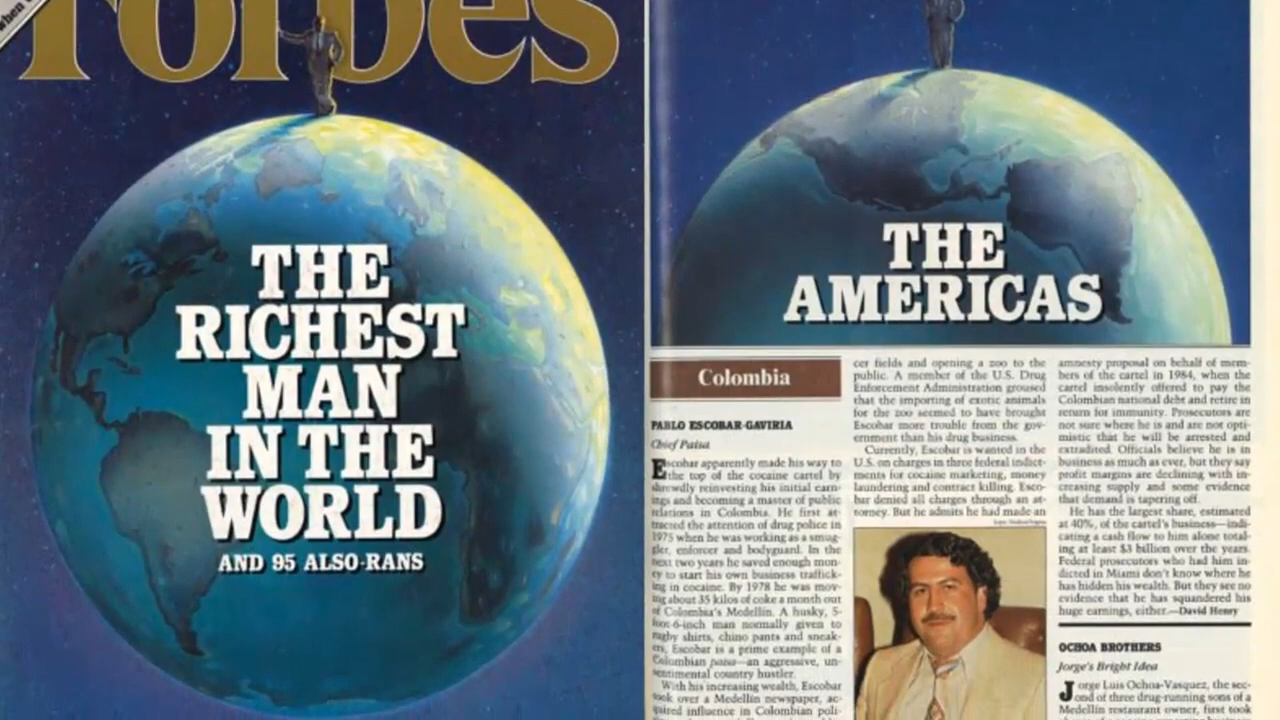 When
Forbes
THE
RICHEST
MAN
IN THE
WORLD
AND 95 ALSO-RANS
THE
AMERICAS
Colombia
PABLO ESCOBAR-GAVIRIA
Chief Paisa
Escobar apparently made his way to
the top of the cocaine cartel by
shrewdly reinvesting his initial earn-
ings and becoming a master of public
relations in Colombia. He first at-
tracted the attention of drug police in
1975 when he was working as a smug-
gler, enforcer and bodyguard. In the
next two years he saved enough mon-
ey to start his own business traffick-
ing in cocaine. By 1978 he was mov-
ing about 35 kilos of coke a month out
of Colombia's Medellín. A husky, 5-
foot-6-inch man normally given to
rugby shirts, chino pants and sneak-
ers, Escobar is a prime example of a
Colombian paisa—an aggressive, un-
sentimental country hustler.
With his increasing wealth, Escobar
took over a Medellín newspaper, ac-
quired influence in Colombian poli-
cer fields and opening a zoo to the
public. A member of the U.S. Drug
Enforcement Administration groused
that the importing of exotic animals
for the zoo seemed to have brought
Escobar more trouble from the gov-
ernment than his drug business.
Currently, Escobar is wanted in the
U.S. on charges in three federal indict-
ments for cocaine marketing, money
laundering and contract killing. Esco-
bar denied all charges through an at-
torney. But he admits he had made an
amnesty proposal on behalf of mem-
bers of the cartel in 1984, when the
cartel insolently offered to pay the
Colombian national debt and retire in
return for immunity. Prosecutors are
not sure where he is and are not opti-
mistic that he will be arrested and
extradited. Officials believe he is in
business as much as ever, but they say
profit margins are declining with in-
creasing supply and some evidence
that demand is tapering off.
He has the largest share, estimated
at 40%, of the cartel's business—indi-
cating a cash flow to him alone total-
ing at least $3 billion over the years.
Federal prosecutors who had him in-
dicted in Miami don't know where he
has hidden his wealth. But they see no
evidence that he has squandered his
huge earnings, either.—David Henry
OCHOA BROTHERS
Jorge's Bright Idea
Jorge Luis Ochoa-Vasquez, the sec-
ond of three drug-running sons of a
Medellín restaurant owner, first took